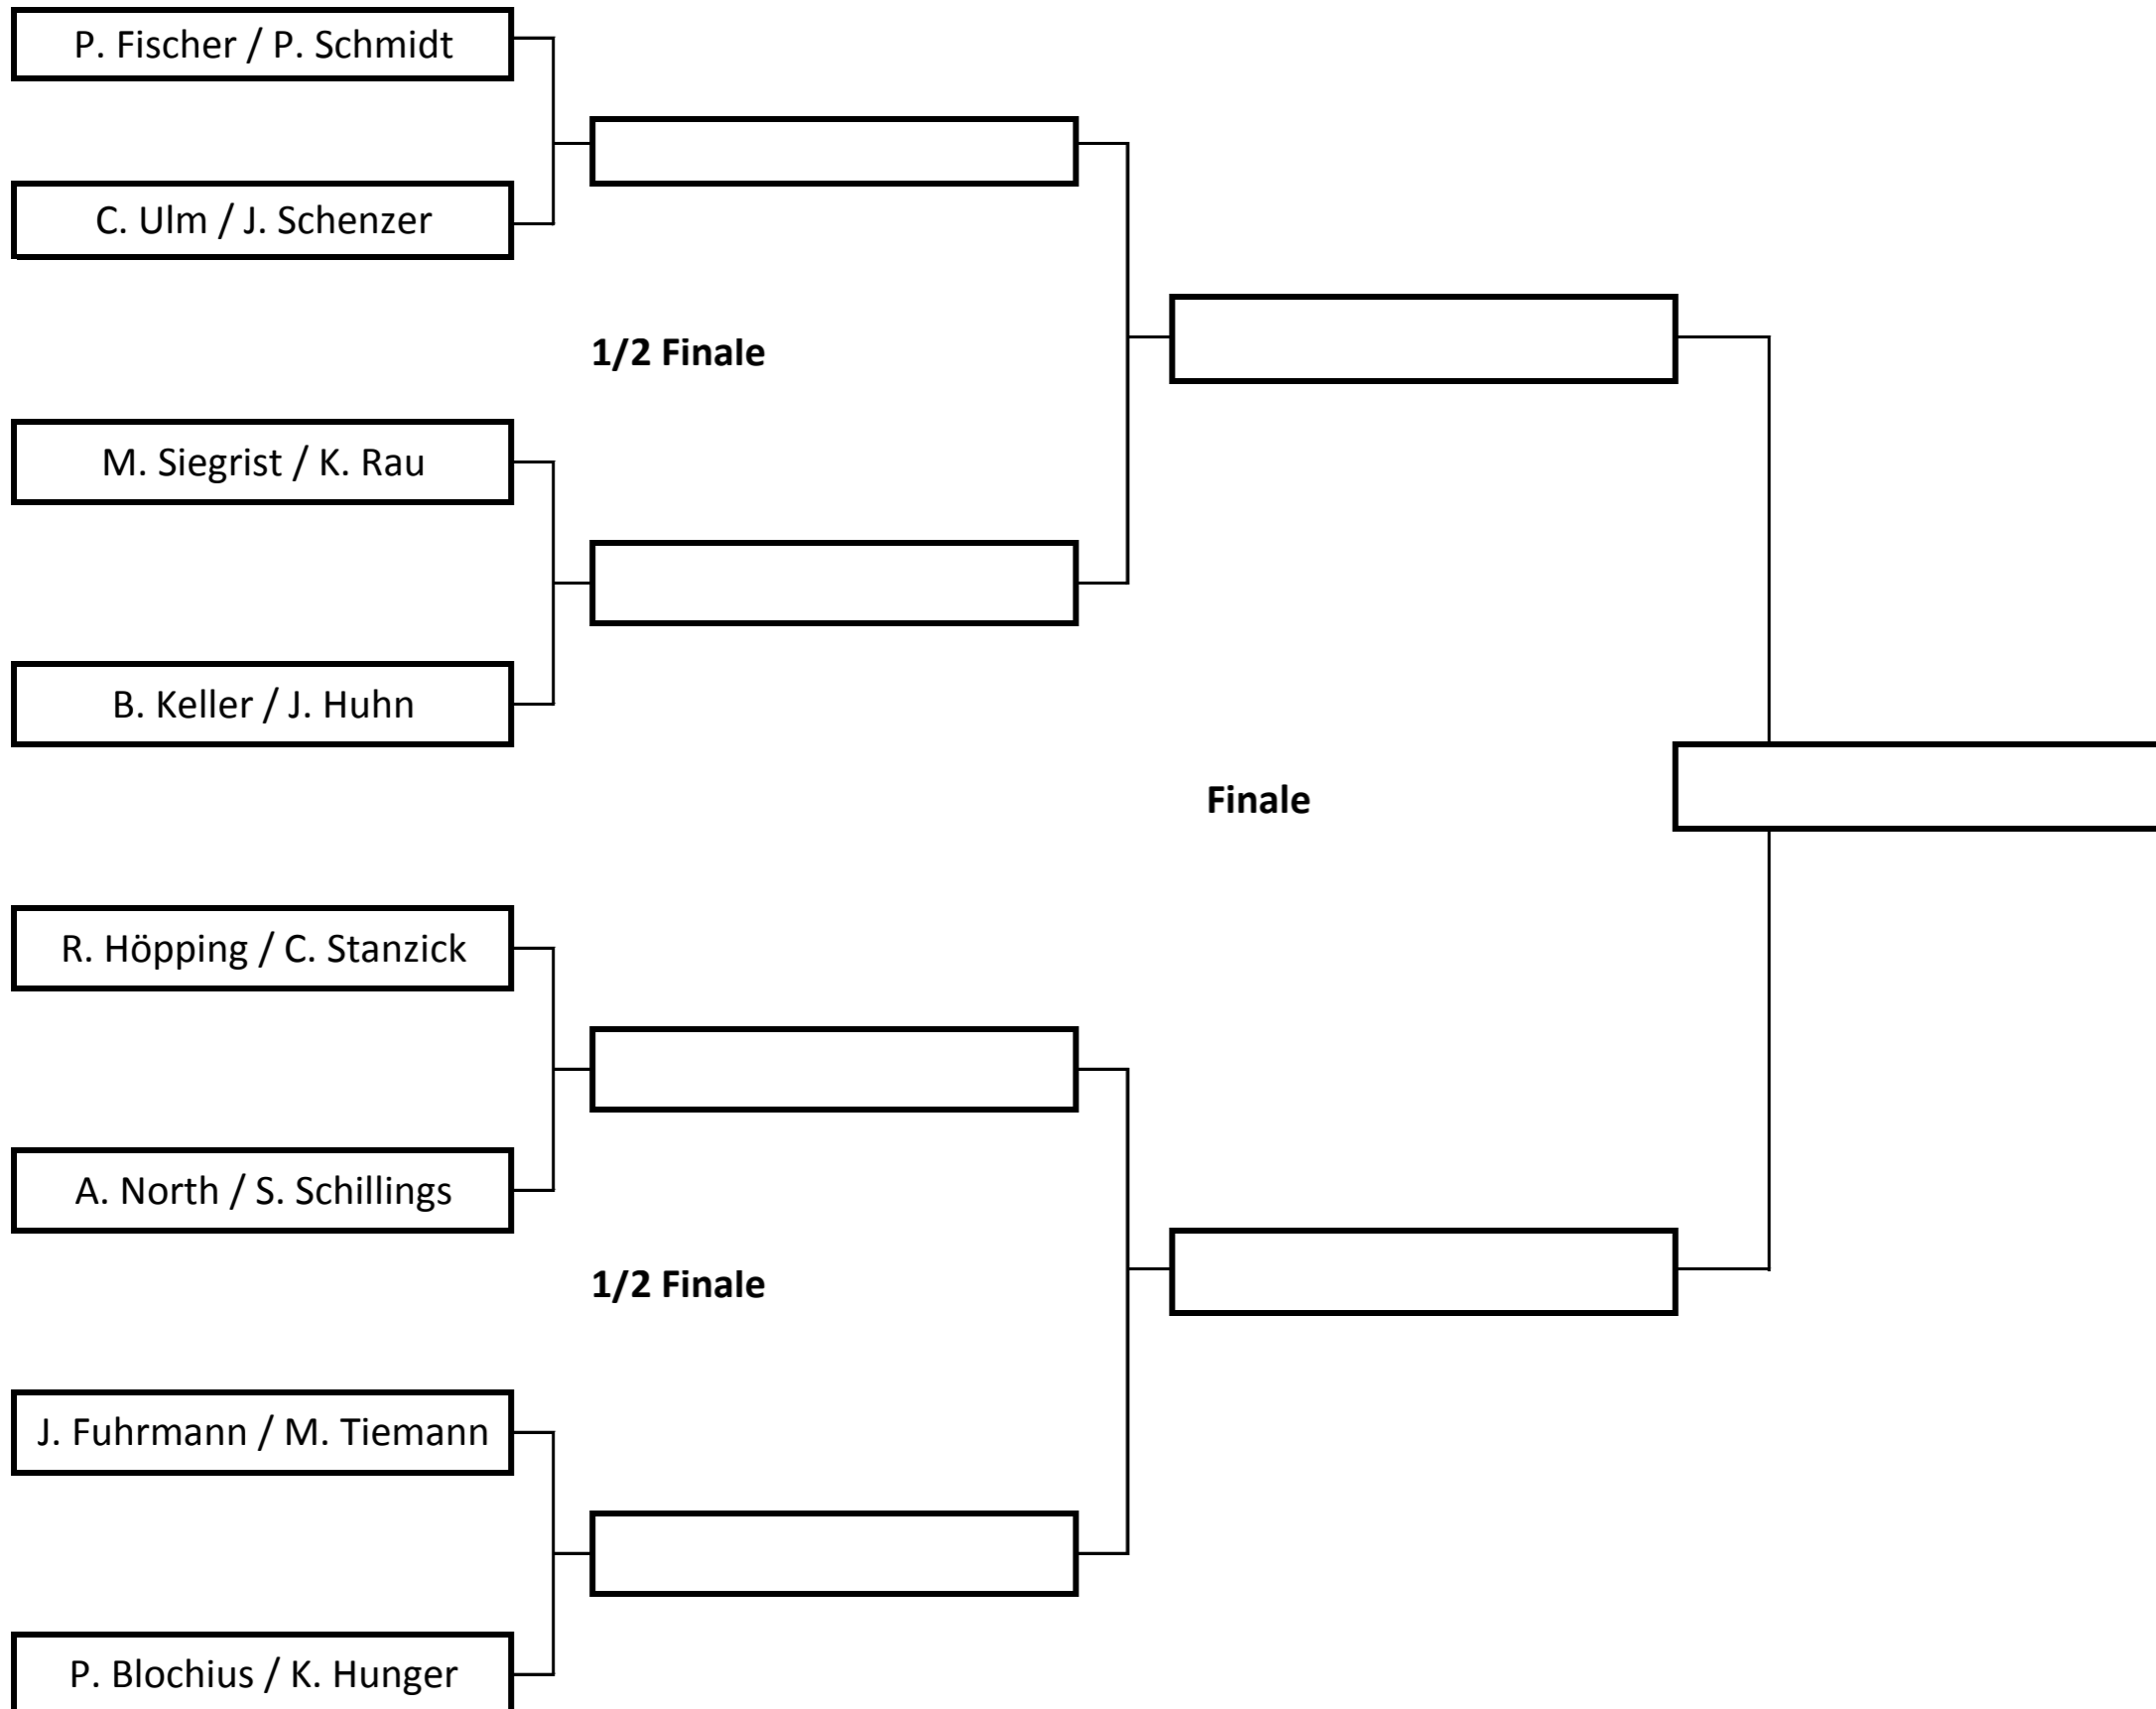 P. Fischer / P. Schmidt
C. Ulm / J. Schenzer
1/2 Finale
M. Siegrist / K. Rau
B. Keller / J. Huhn
Finale
R. Höpping / C. Stanzick
A. North / S. Schillings
1/2 Finale
J. Fuhrmann / M. Tiemann
P. Blochius / K. Hunger